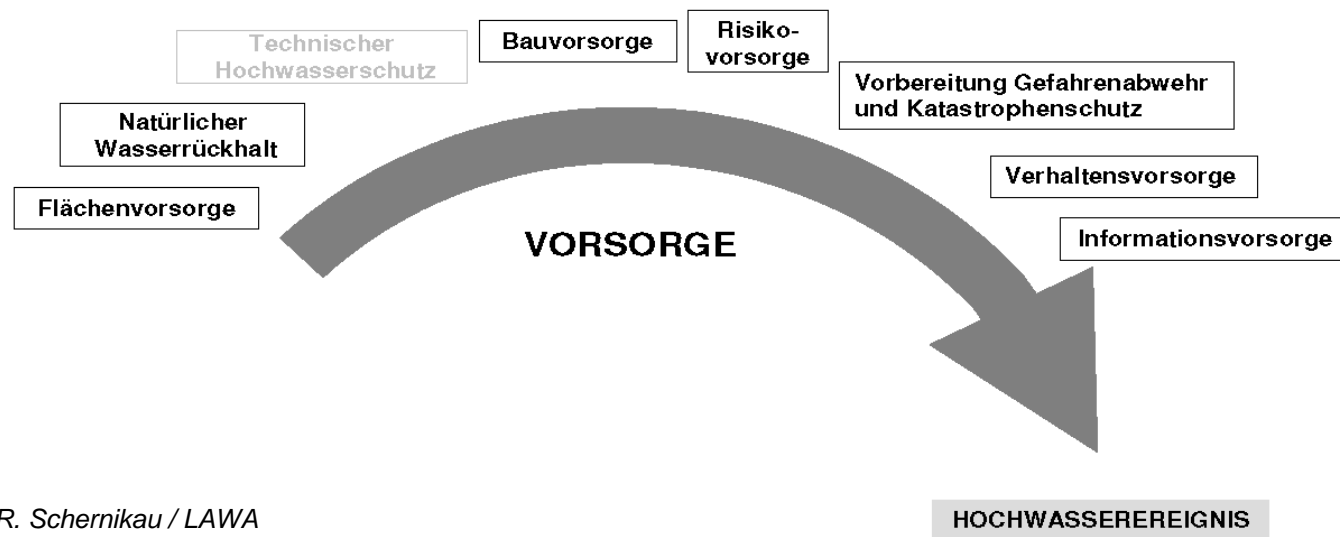 Technischer
Hochwasserschutz
Bauvorsorge
Risiko-
vorsorge
Vorbereitung Gefahrenabwehr
und Katastrophenschutz
Natürlicher
Wasserrückhalt
Verhaltensvorsorge
Flächenvorsorge
Informationsvorsorge
VORSORGE
R. Schernikau / LAWA
HOCHWASSEREREIGNIS